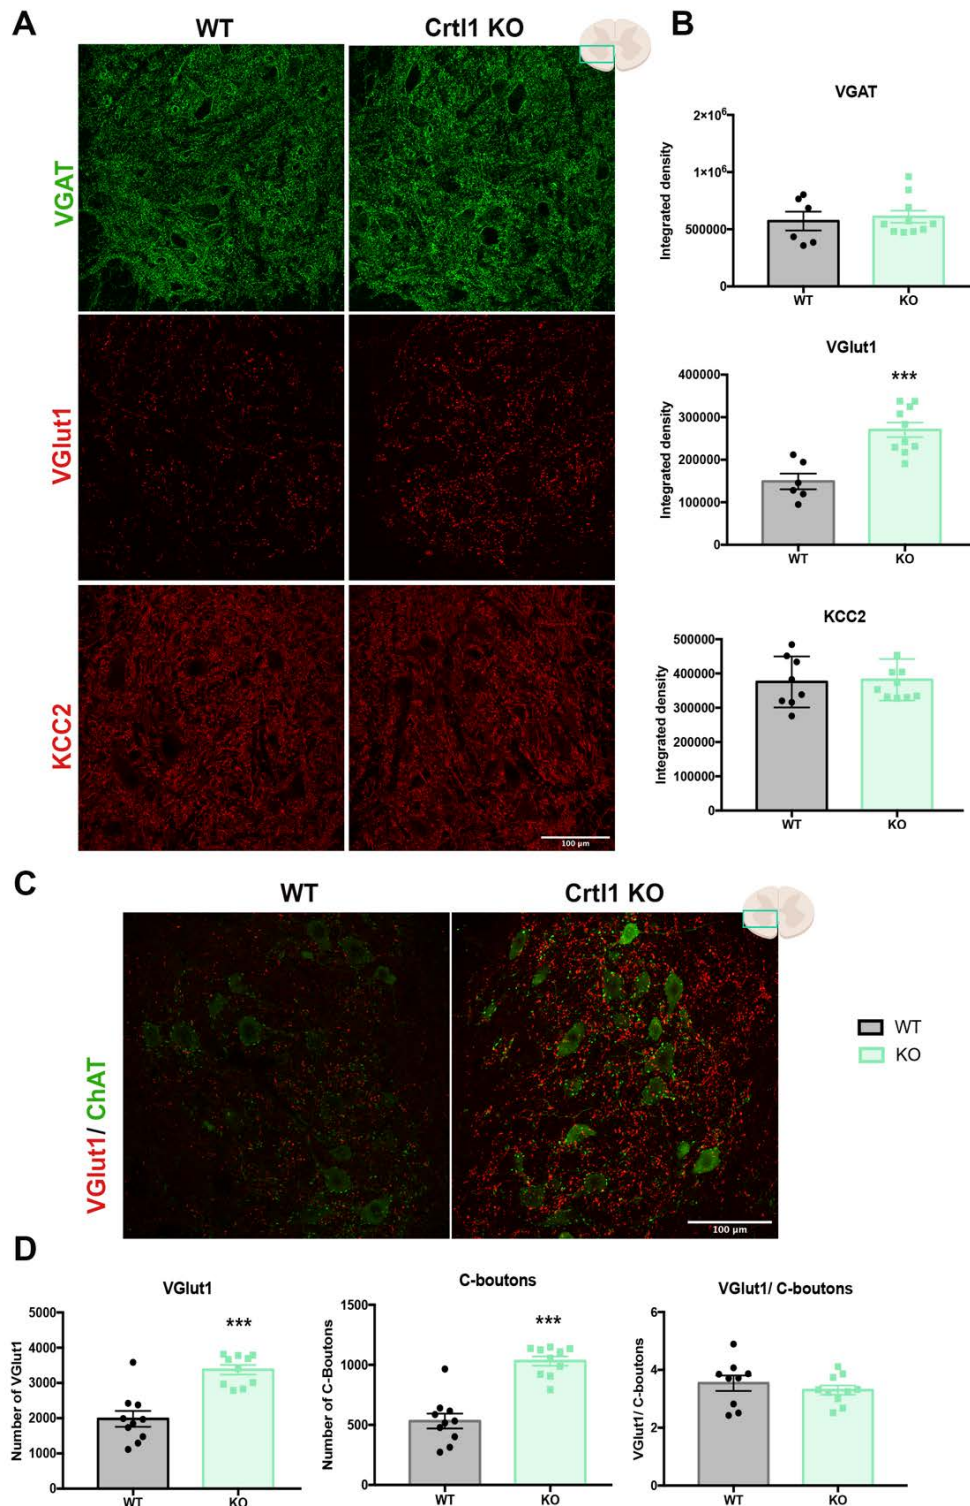 A
WT
Crtl1 KO
VGAT
VGlut1
KCC2
100 µm
B
VGAT
Integrated density
2×10⁶
1×10⁶
500000
0
WT
KO
VGlut1
Integrated density
400000
300000
200000
100000
0
***
WT
KO
KCC2
Integrated density
500000
400000
300000
200000
100000
0
WT
KO
C
WT
Crtl1 KO
VGlut1/ ChAT
100 µm
WT
KO
D
VGlut1
Number of VGlut1
5000
4000
3000
2000
1000
0
***
WT
KO
C-boutons
Number of C-Boutons
1500
1000
500
0
***
WT
KO
VGlut1/ C-boutons
VGlut1/ C-boutons
6
4
2
0
WT
KO